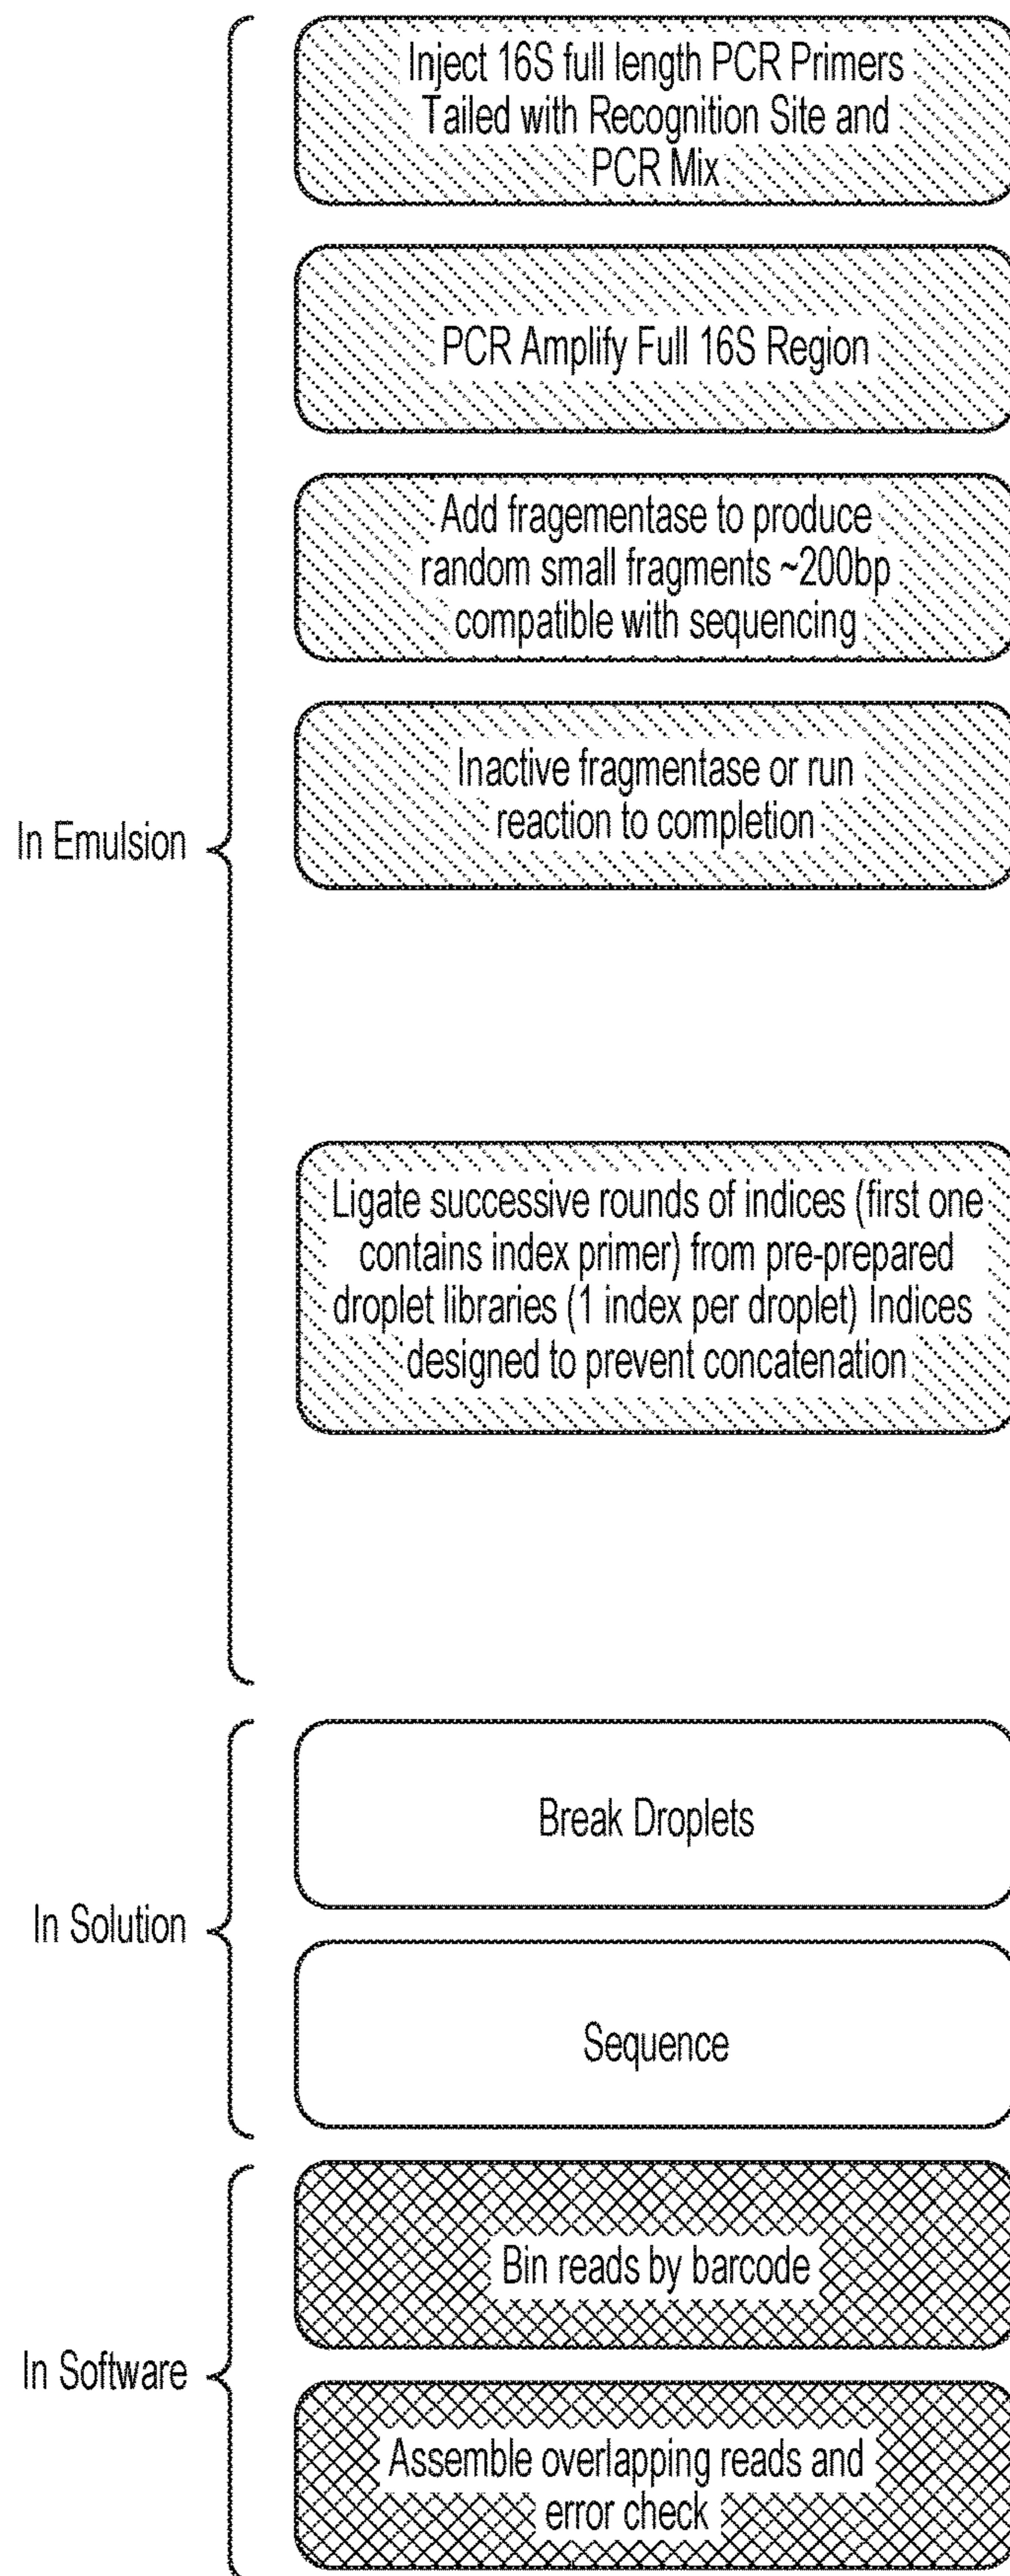 Inject 16S full length PCR Primers
Tailed with Recognition Site and
PCR Mix
PCR Amplify Full 16S Region
Add fragementase to produce
random small fragments ~200bp
compatible with sequencing
Inactive fragmentase or run
reaction to completion
In Emulsion
Ligate successive rounds of indices (first one
contains index primer) from pre-prepared
droplet libraries (1 index per droplet) Indices
designed to prevent concatenation
Break Droplets
In Solution
Sequence
Bin reads by barcode
In Software
Assemble overlapping reads and
error check